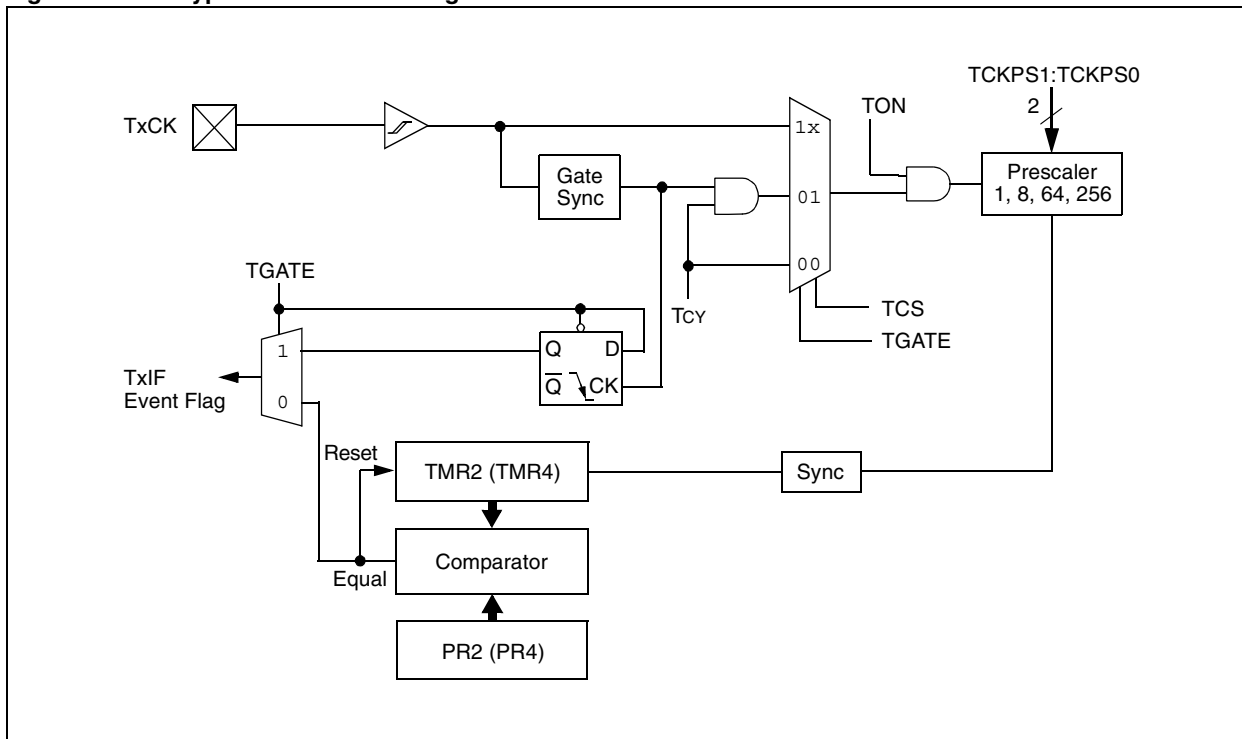 TCKPS1:TCKPS0
TON
2
TxCK
1x
Prescaler
1, 8, 64, 256
Gate
Sync
01
00
TGATE
TCY
TCS
TGATE
1
Q
D
TxIF
Event Flag
Q
CK
0
Reset
TMR2 (TMR4)
Sync
Equal
Comparator
PR2 (PR4)